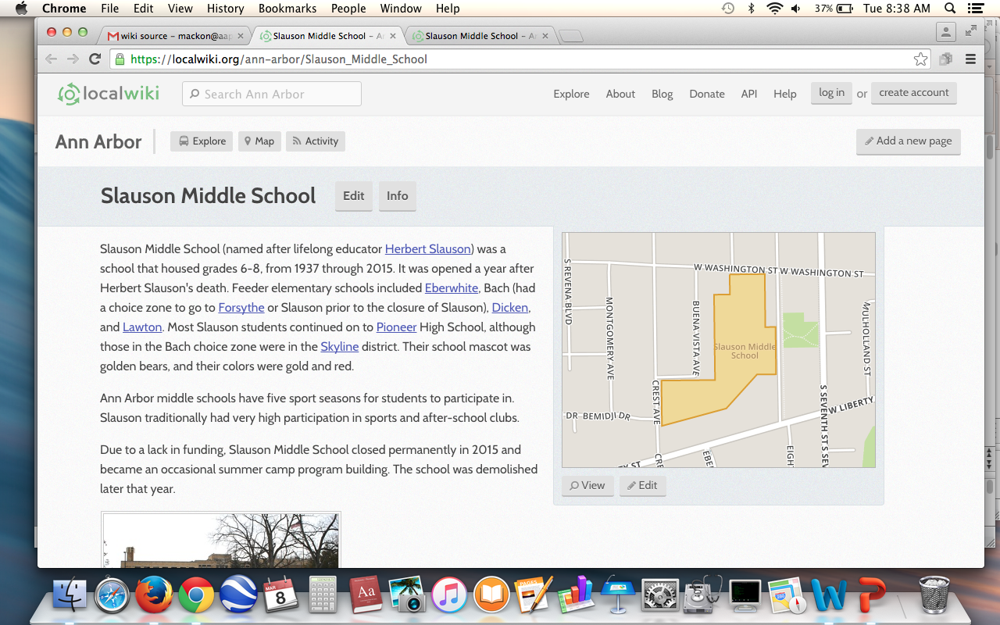 Chrome File Edit View History Bookmarks People Window Help 37% Tue 8:38 AM
wiki source – mackon@aa
Slauson Middle School – A
Slauson Middle School – A
https://localwiki.org/ann-arbor/Slauson_Middle_School
localwiki Search Ann Arbor Explore About Blog Donate API Help log in or create account
Ann Arbor Explore Map Activity Add a new page
Slauson Middle School Edit Info
Slauson Middle School (named after lifelong educator Herbert Slauson) was a
school that housed grades 6-8, from 1937 through 2015. It was opened a year after
Herbert Slauson's death. Feeder elementary schools included Eberwhite, Bach (had
a choice zone to go to Forsythe or Slauson prior to the closure of Slauson), Dicken,
and Lawton. Most Slauson students continued on to Pioneer High School, although
those in the Bach choice zone were in the Skyline district. Their school mascot was
golden bears, and their colors were gold and red.
Ann Arbor middle schools have five sport seasons for students to participate in.
Slauson traditionally had very high participation in sports and after-school clubs.
Due to a lack in funding, Slauson Middle School closed permanently in 2015 and
became an occasional summer camp program building. The school was demolished
later that year.
S REVENA BLVD
W WASHINGTON ST
W WASHINGTON ST
MONTGOMERY AVE
BUENA VISTA AVE
MULHOLLAND ST
Slauson Middle
School
CREST AVE
S SEVENTH ST
S SEV
W LIBERTY
DR
BEMIDJI DR
Y ST
CRE
EBE
EIGH
View Edit
MAR
8
Aa
PAGES
280
W
P